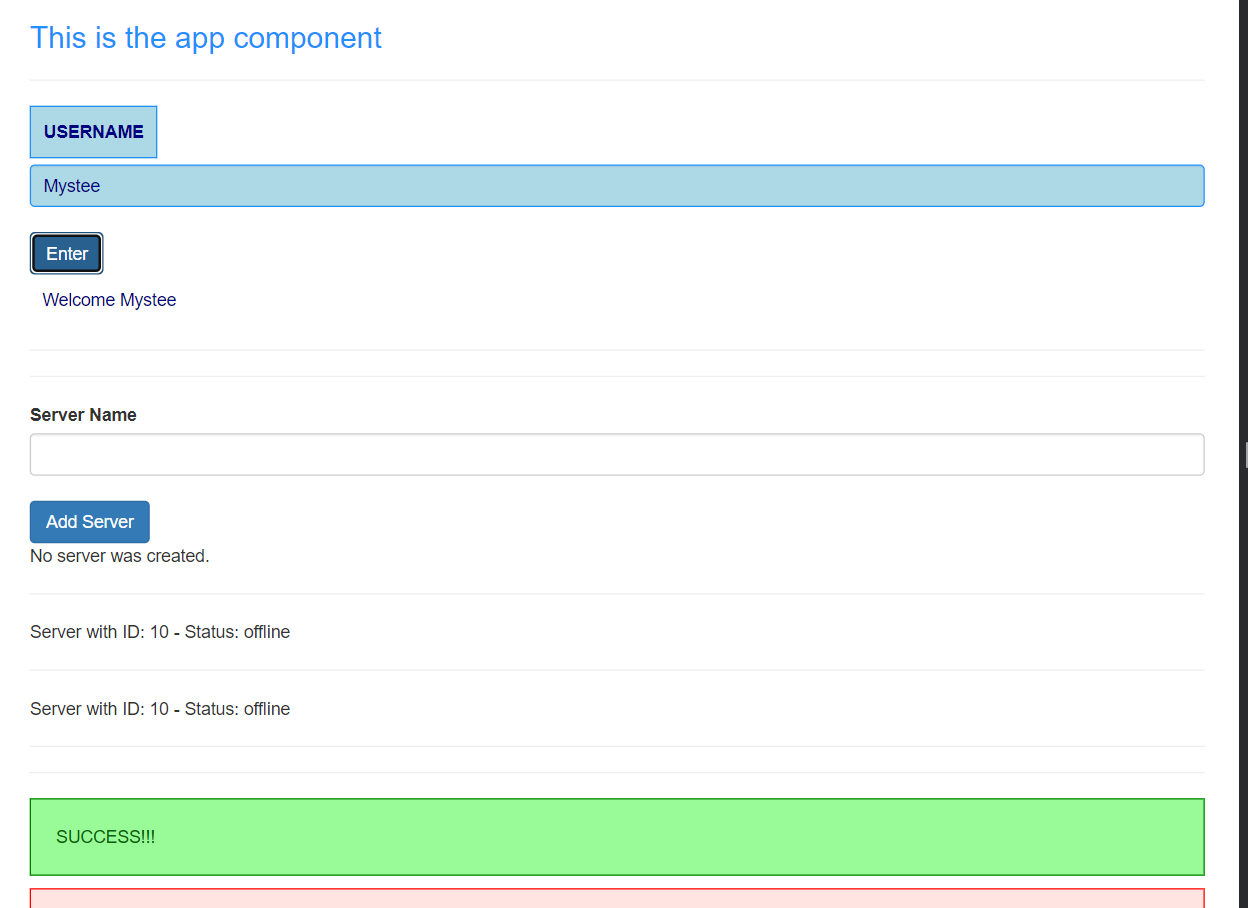 This is the app component
USERNAME
Mystee
Enter
Welcome Mystee
Server Name
Add Server
No server was created.
Server with ID: 10 - Status: offline
Server with ID: 10 - Status: offline
SUCCESS!!!